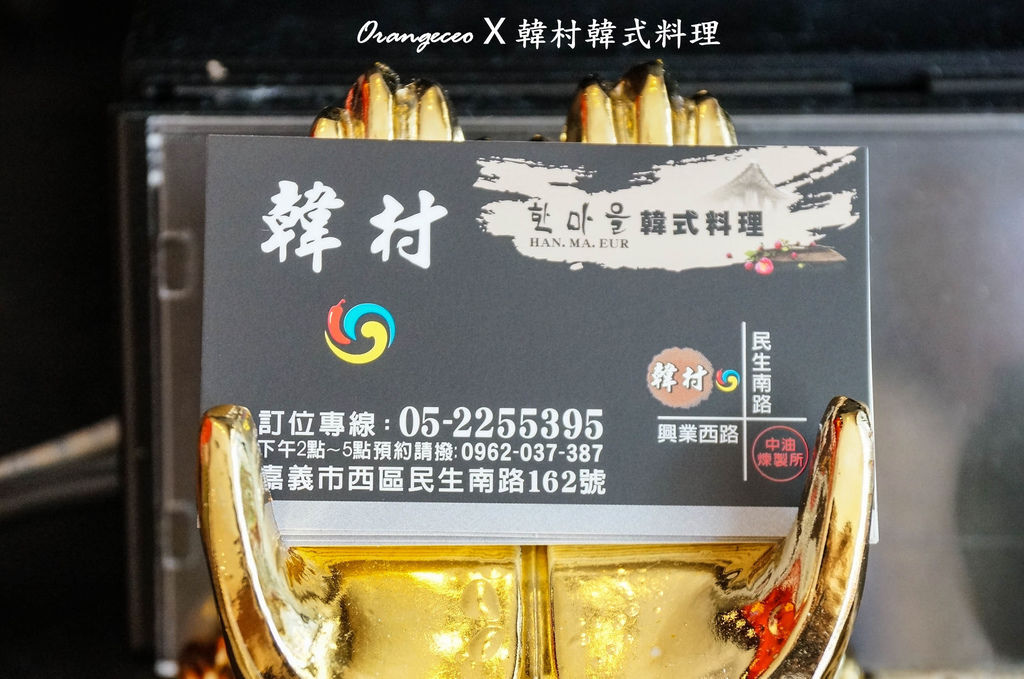 Orangeceo X 韓村韓式料理
韓村
한마을 韓式料理
HAN. MA. EUR
訂位專線：05-2255395
下午2點～5點預約請撥:0962-037-387
嘉義市西區民生南路162號
韓村
民生南路
興業西路
中油
煉製所